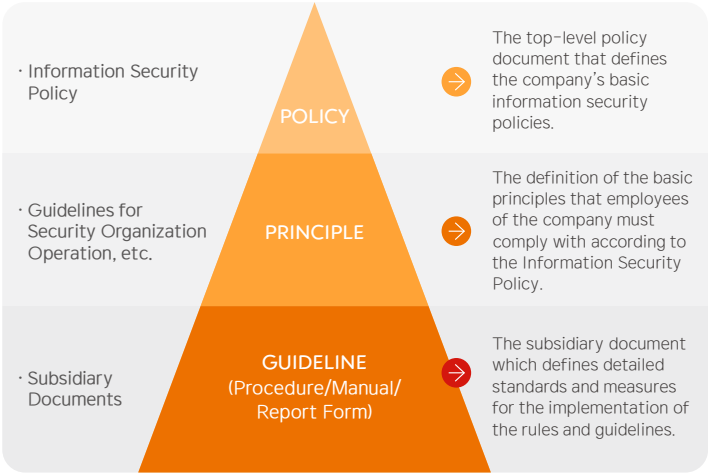 · Information Security
Policy
POLICY
The top-level policy
document that defines
the company's basic
information security
policies.
· Guidelines for
Security Organization
Operation, etc.
PRINCIPLE
The definition of the basic
principles that employees
of the company must
comply with according to
the Information Security
Policy.
· Subsidiary
Documents
GUIDELINE
(Procedure/Manual/
Report Form)
The subsidiary document
which defines detailed
standards and measures
for the implementation of
the rules and guidelines.